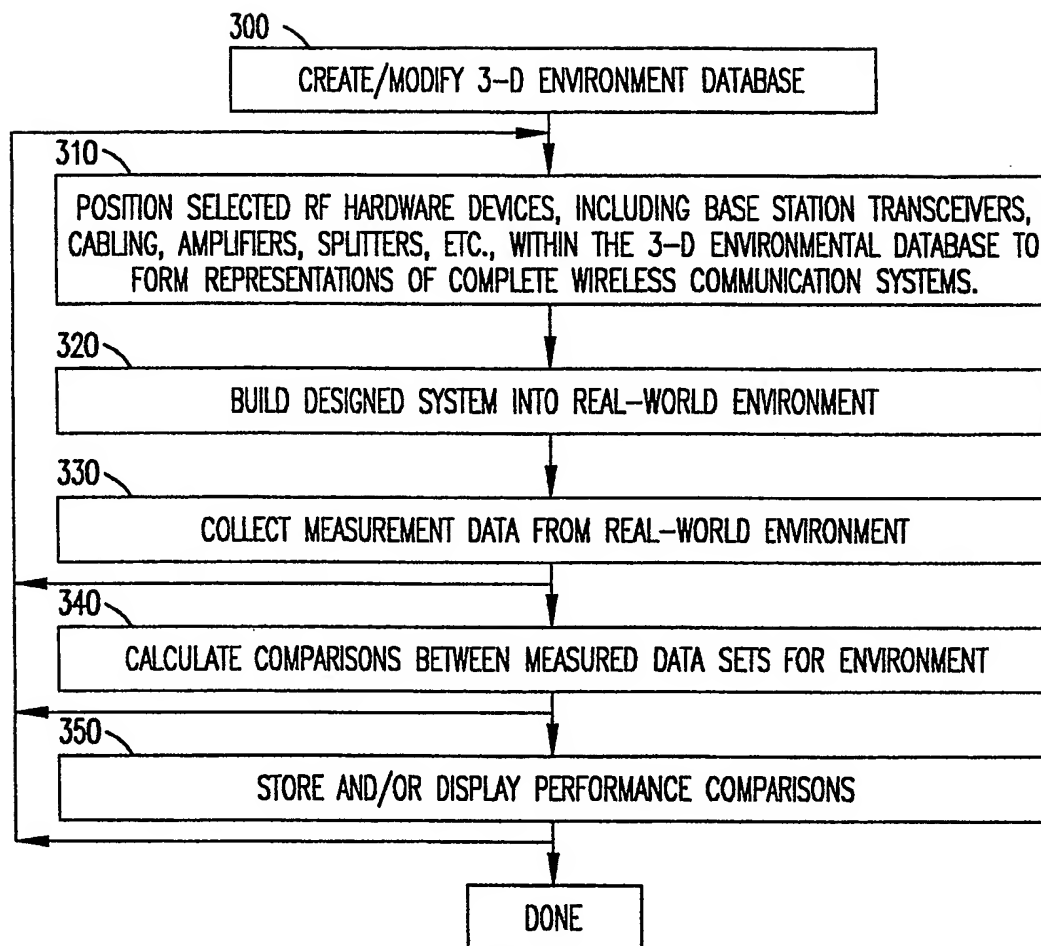 300
CREATE/MODIFY 3-D ENVIRONMENT DATABASE
310
POSITION SELECTED RF HARDWARE DEVICES, INCLUDING BASE STATION TRANSCEIVERS,
CABLING, AMPLIFIERS, SPLITTERS, ETC., WITHIN THE 3-D ENVIRONMENTAL DATABASE TO
FORM REPRESENTATIONS OF COMPLETE WIRELESS COMMUNICATION SYSTEMS.
320
BUILD DESIGNED SYSTEM INTO REAL-WORLD ENVIRONMENT
330
COLLECT MEASUREMENT DATA FROM REAL-WORLD ENVIRONMENT
340
CALCULATE COMPARISONS BETWEEN MEASURED DATA SETS FOR ENVIRONMENT
350
STORE AND/OR DISPLAY PERFORMANCE COMPARISONS
DONE